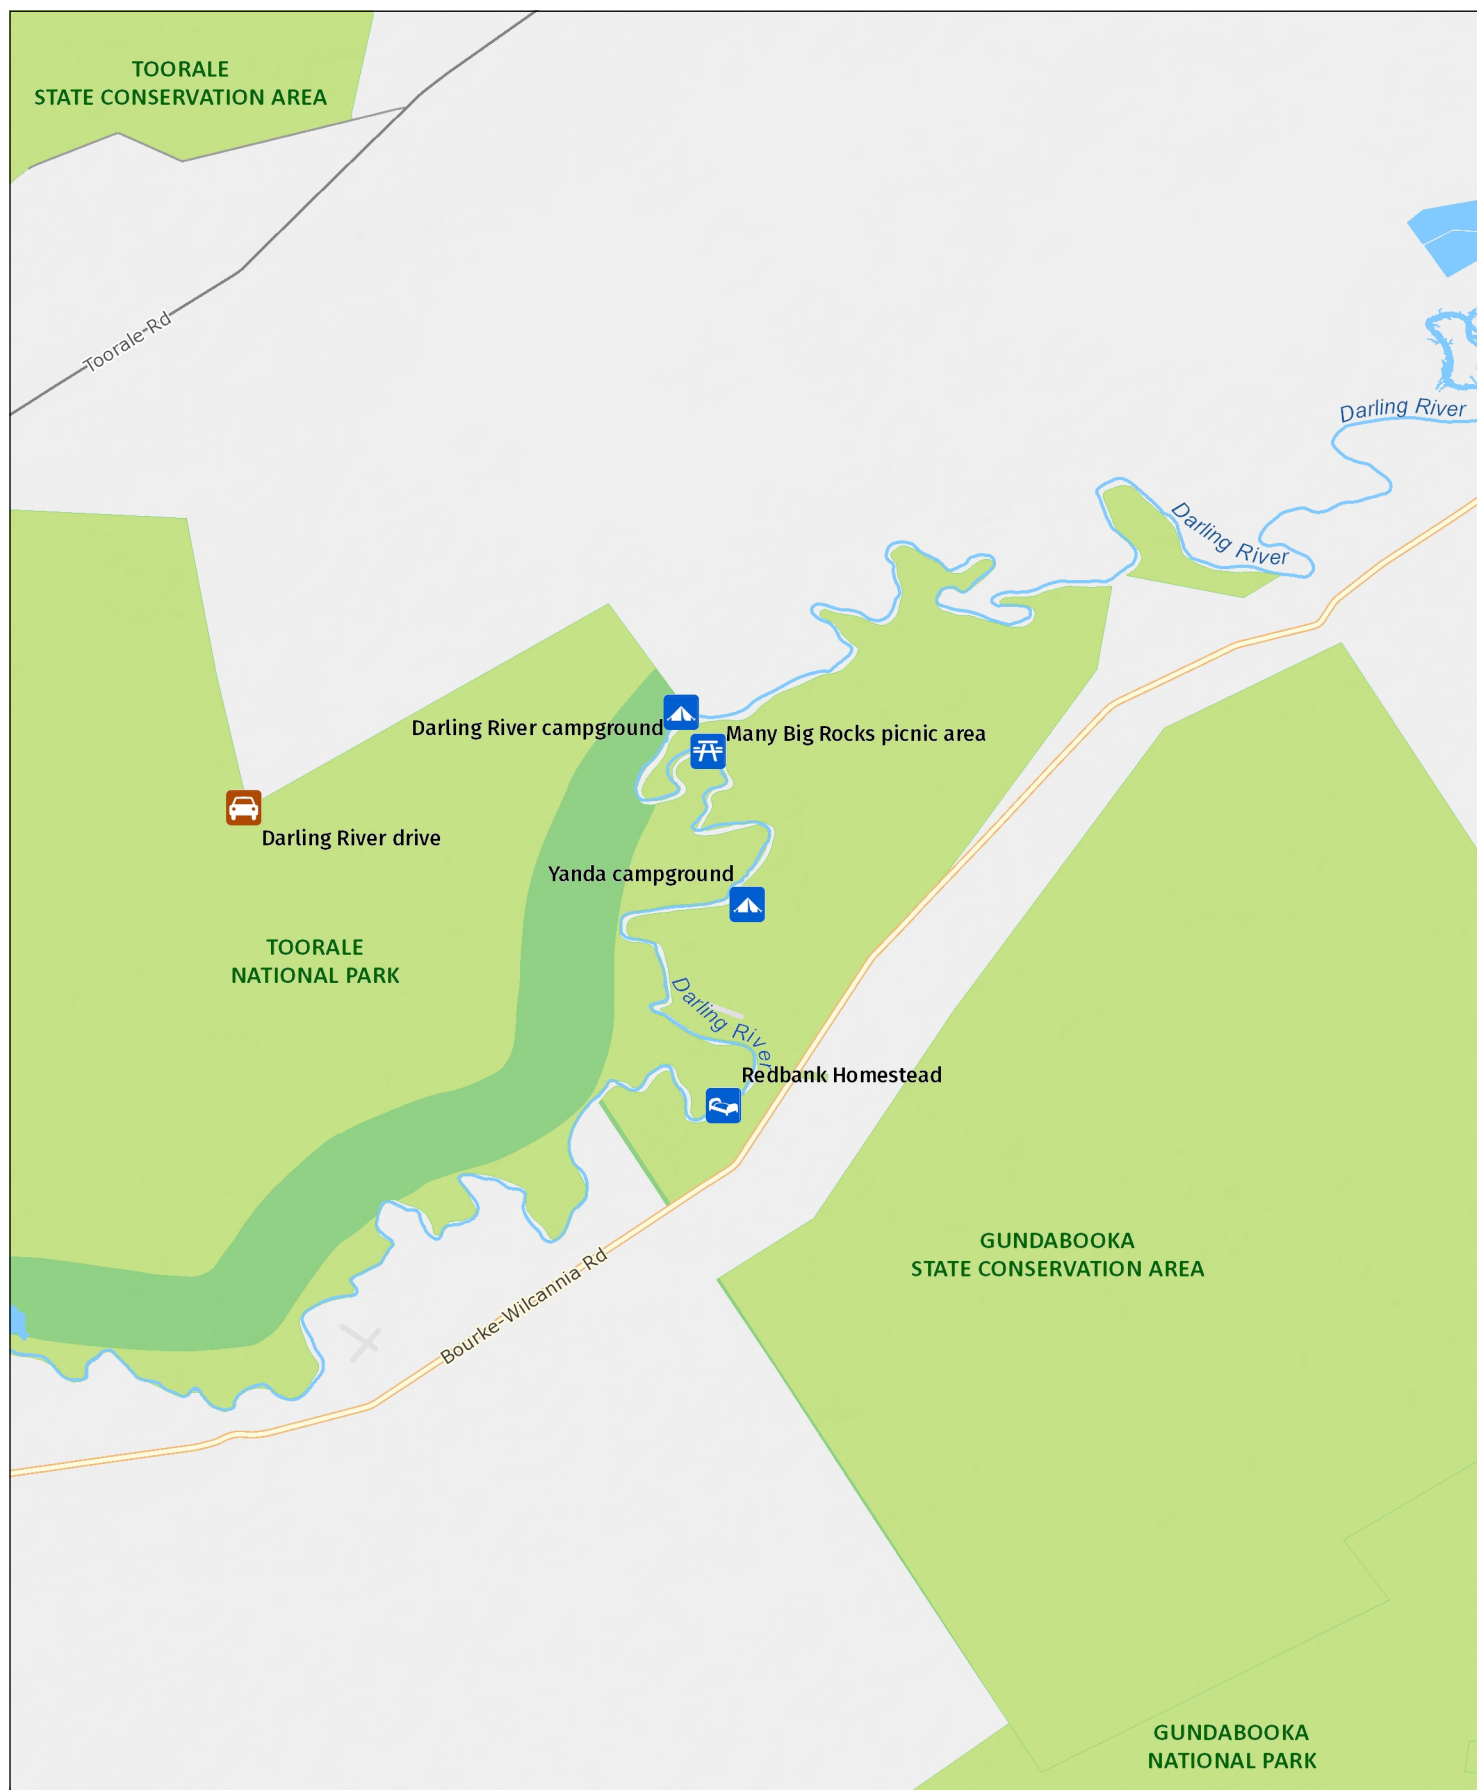 TOORALE
STATE CONSERVATION AREA
Toorale Rd
Darling River
Darling River
Darling River campground
Many Big Rocks picnic area
Darling River drive
Yanda campground
TOORALE
NATIONAL PARK
Darling River
Redbank Homestead
GUNDABOOKA
STATE CONSERVATION AREA
Bourke-Wilcannia Rd
GUNDABOOKA
NATIONAL PARK